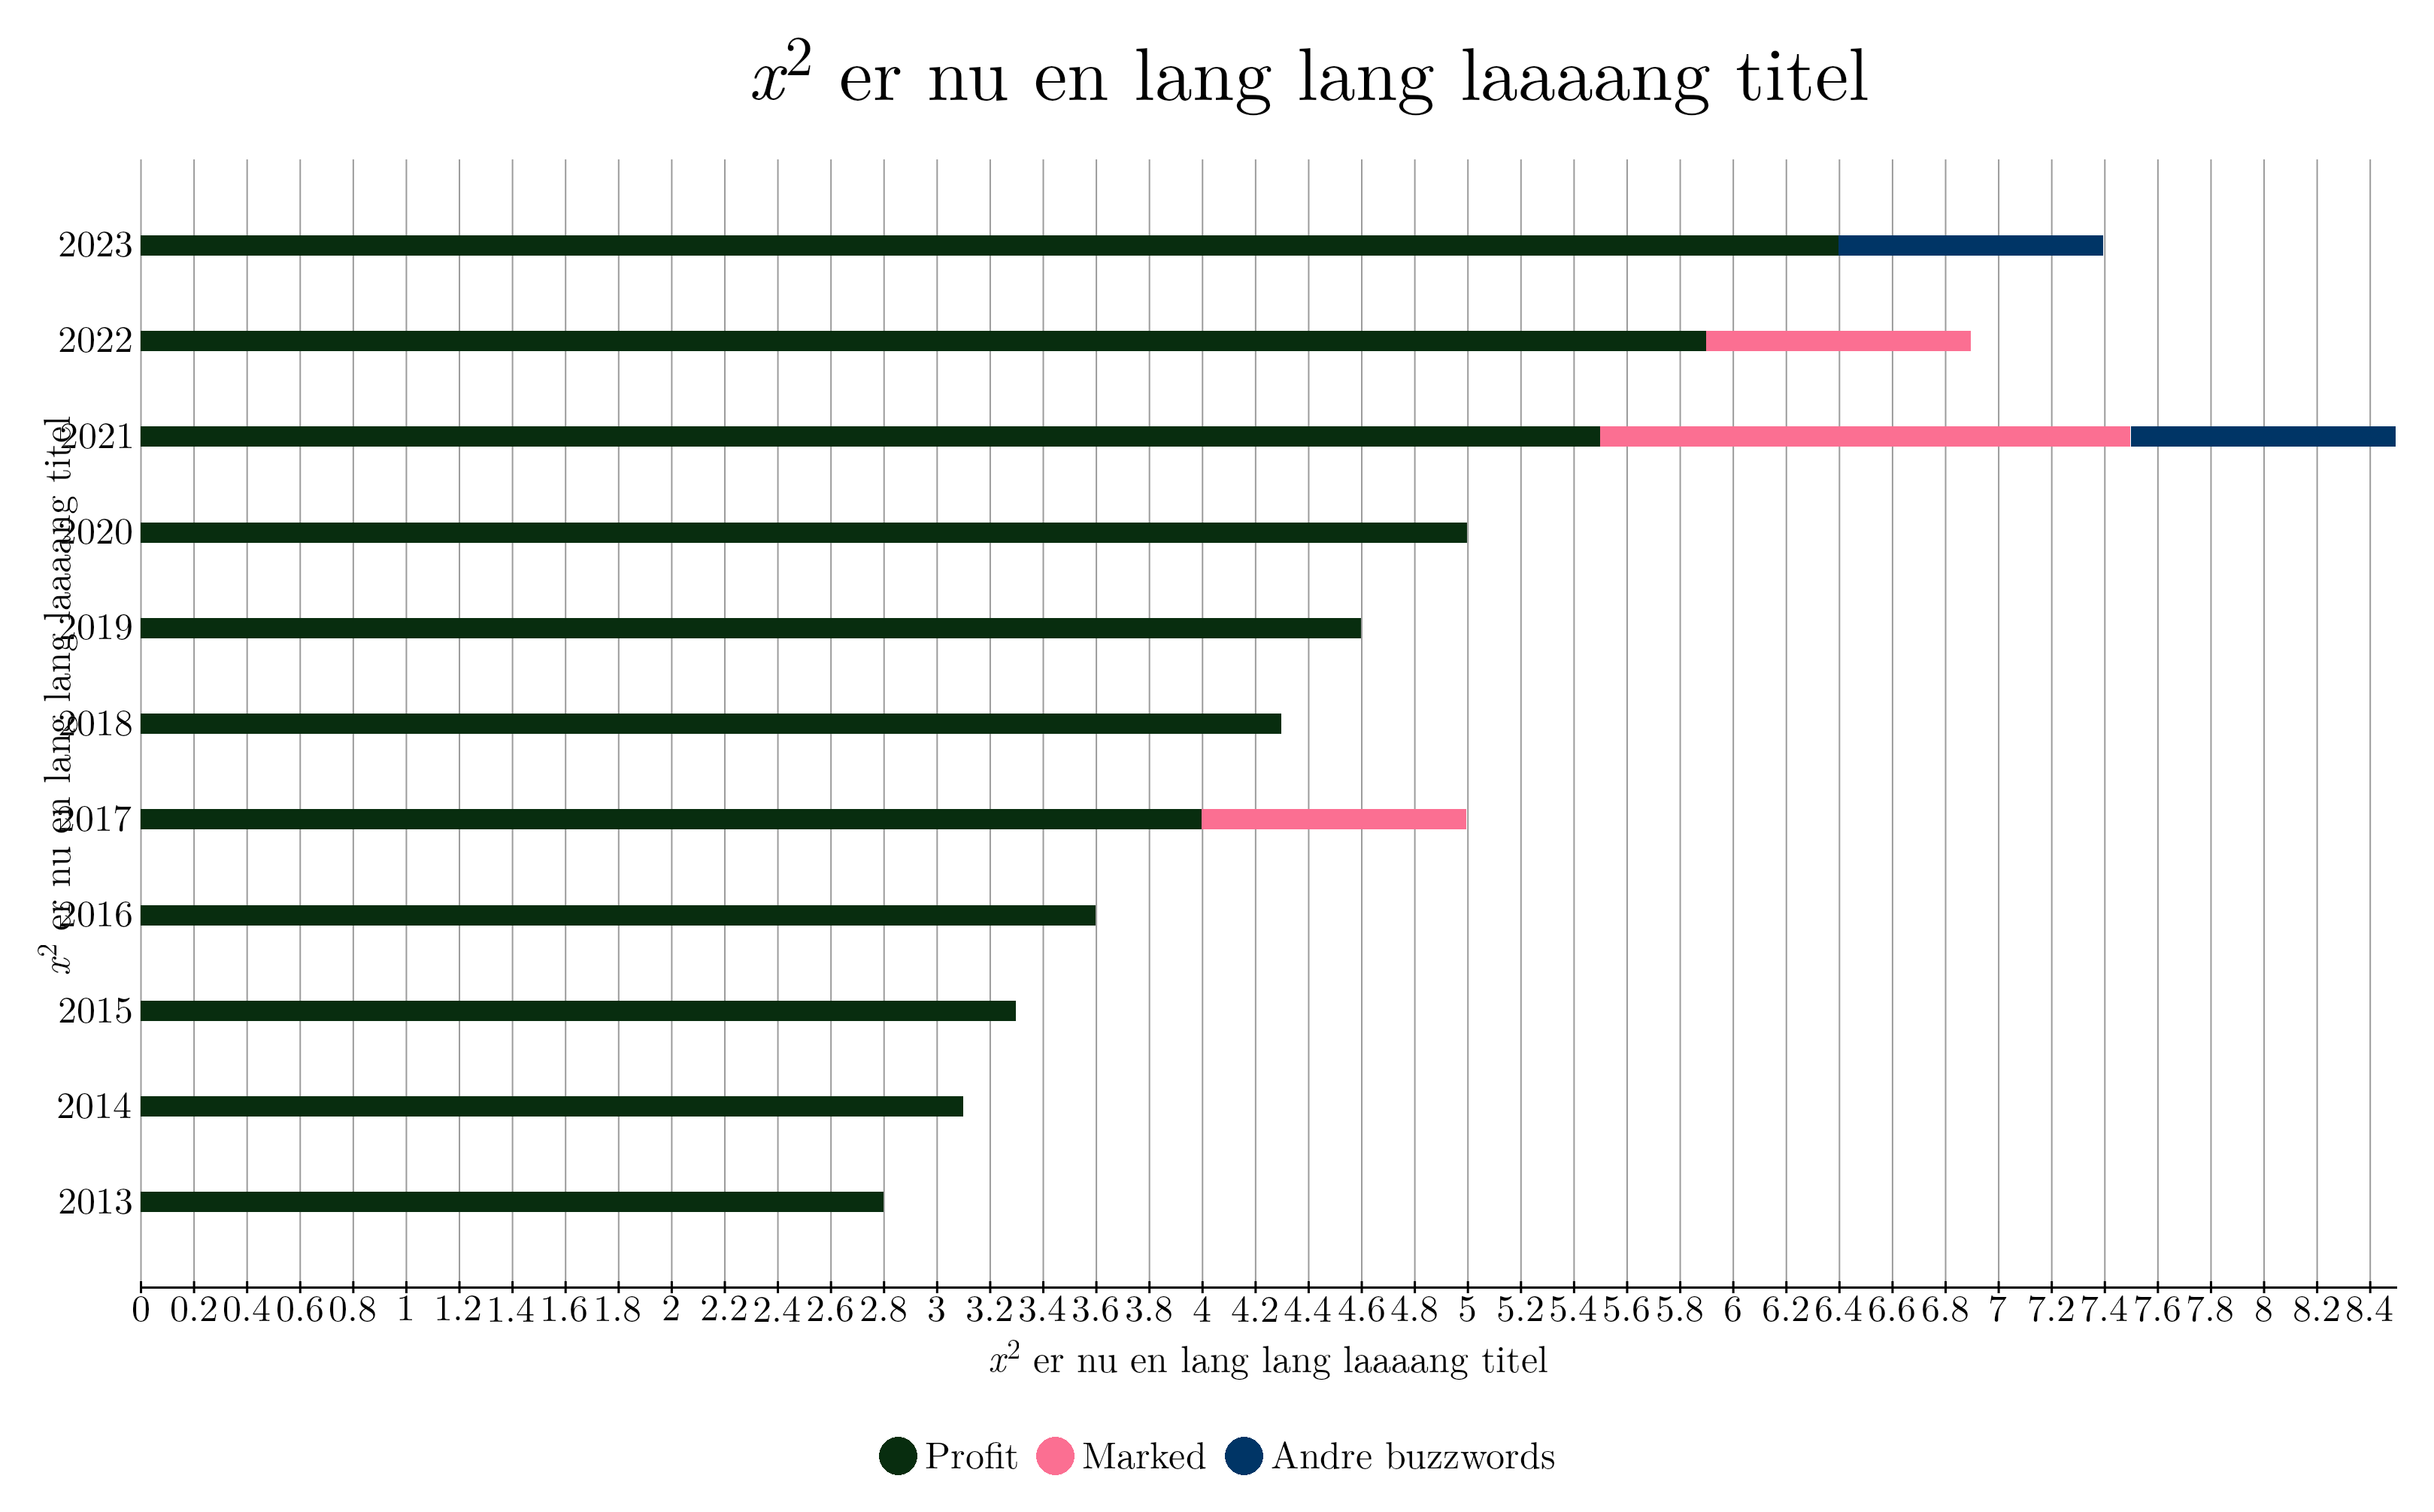 x² er nu en lang lang laaaang titel
2023
2022
2021
2020
2019
2018
2017
2016
2015
2014
2013
x² er nu en lang lang laaaang titel
0 0.2 0.4 0.6 0.8 1 1.2 1.4 1.6 1.8 2 2.2 2.4 2.6 2.8 3 3.2 3.4 3.6 3.8 4 4.2 4.4 4.6 4.8 5 5.2 5.4 5.6 5.8 6 6.2 6.4 6.6 6.8 7 7.2 7.4 7.6 7.8 8 8.2 8.4
x² er nu en lang lang laaaang titel
Profit Marked Andre buzzwords